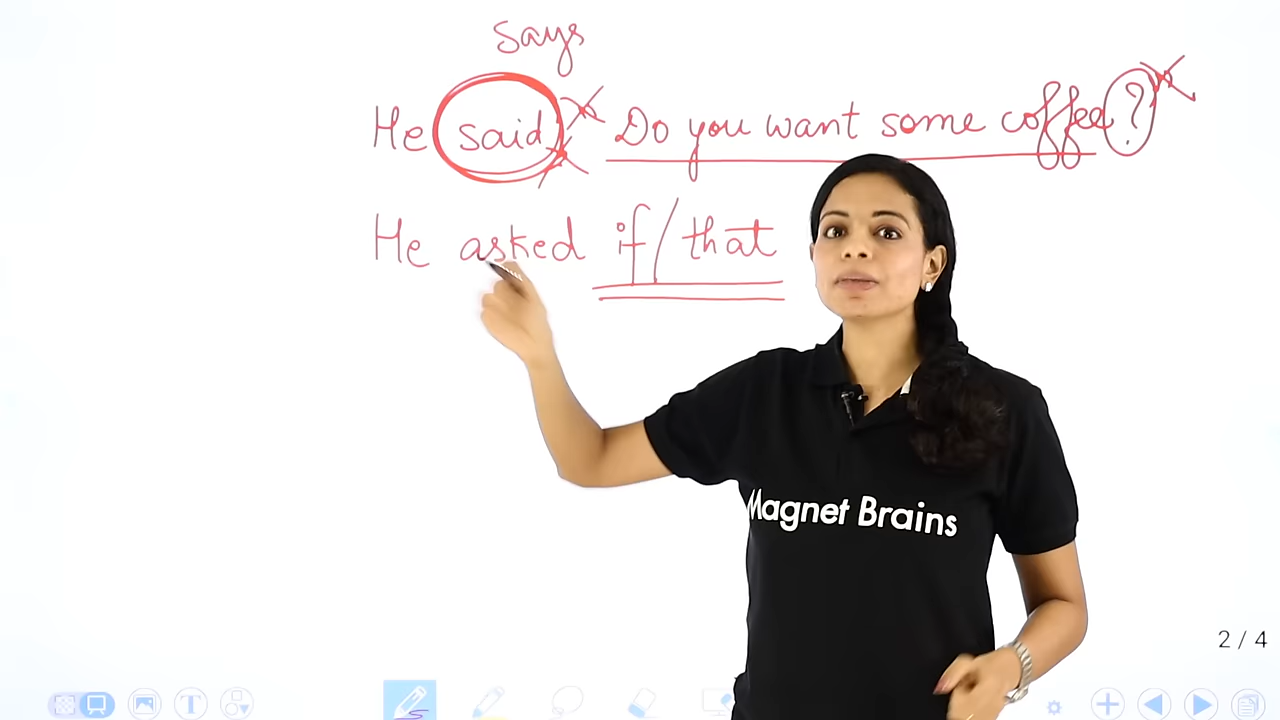 says
He said, Do you want some coffee?
He asked if/that
Magnet Brains
2 / 4
T